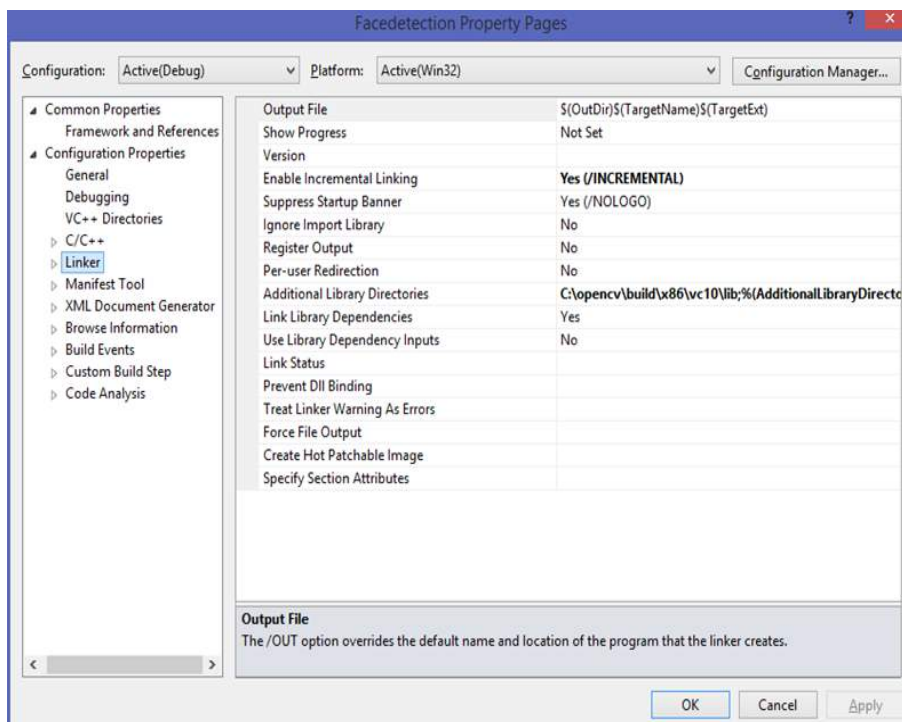 Facedetection Property Pages
? x
Configuration: Active(Debug) Platform: Active(Win32) Configuration Manager...
Common Properties
Framework and References
Configuration Properties
General
Debugging
VC++ Directories
C/C++
Linker
Manifest Tool
XML Document Generator
Browse Information
Build Events
Custom Build Step
Code Analysis
Output File $(OutDir)$(TargetName)$(TargetExt)
Show Progress Not Set
Version
Enable Incremental Linking Yes (/INCREMENTAL)
Suppress Startup Banner Yes (/NOLOGO)
Ignore Import Library No
Register Output No
Per-user Redirection No
Additional Library Directories C:\opencv\build\x86\vc10\lib;%(AdditionalLibraryDirecto
Link Library Dependencies Yes
Use Library Dependency Inputs No
Link Status
Prevent Dll Binding
Treat Linker Warning As Errors
Force File Output
Create Hot Patchable Image
Specify Section Attributes
Output File
The /OUT option overrides the default name and location of the program that the linker creates.
OK Cancel Apply